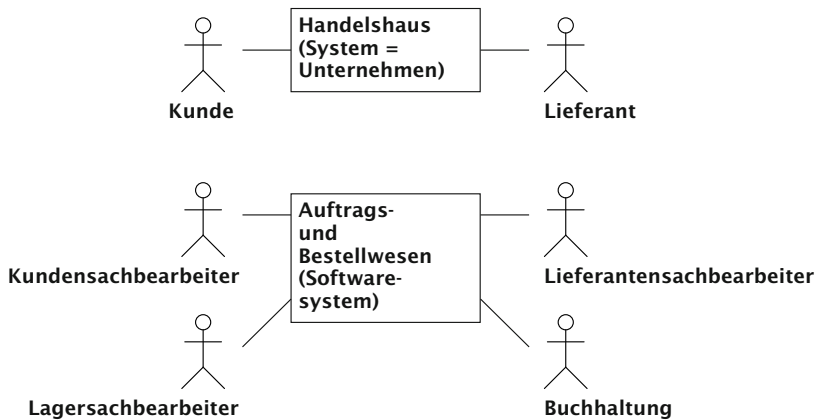 Handelshaus
(System =
Unternehmen)
Kunde
Lieferant
Auftrags-
und
Bestellwesen
(Software-
system)
Kundensachbearbeiter
Lieferantensachbearbeiter
Lagersachbearbeiter
Buchhaltung